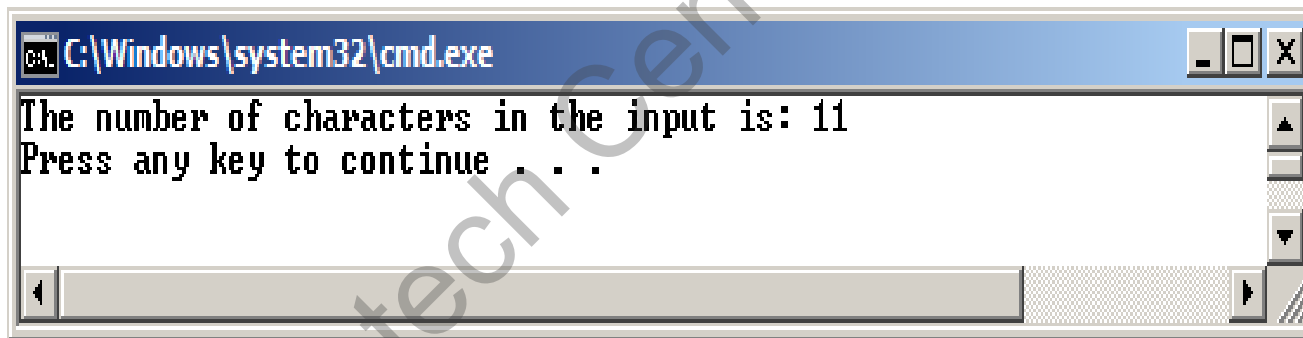 C:\Windows\system32\cmd.exe
The number of characters in the input is: 11
Press any key to continue . . .